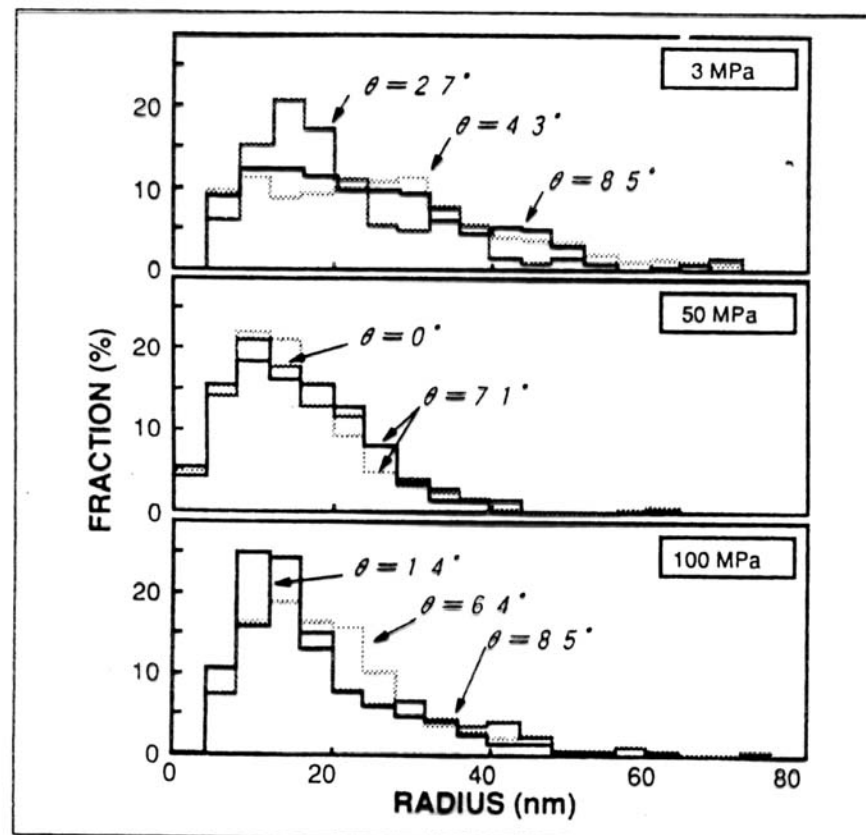 3 MPa
θ = 27°
θ = 43°
θ = 85°
20
10
0
50 MPa
θ = 0°
θ = 71°
20
10
0
FRACTION (%)
100 MPa
θ = 14°
θ = 64°
θ = 85°
20
10
0
0 20 40 60 80
RADIUS (nm)